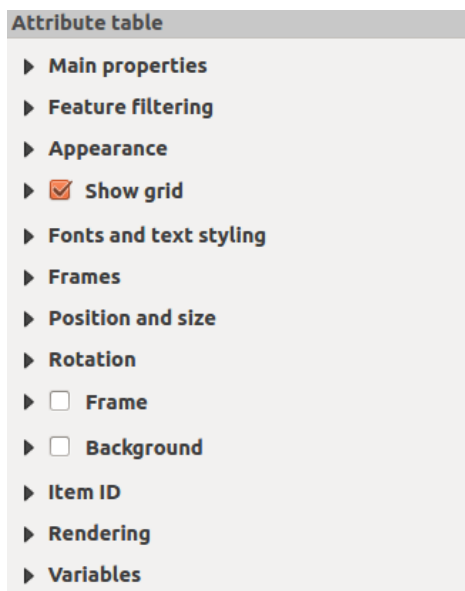 Attribute table
Main properties
Feature filtering
Appearance
Show grid
Fonts and text styling
Frames
Position and size
Rotation
Frame
Background
Item ID
Rendering
Variables